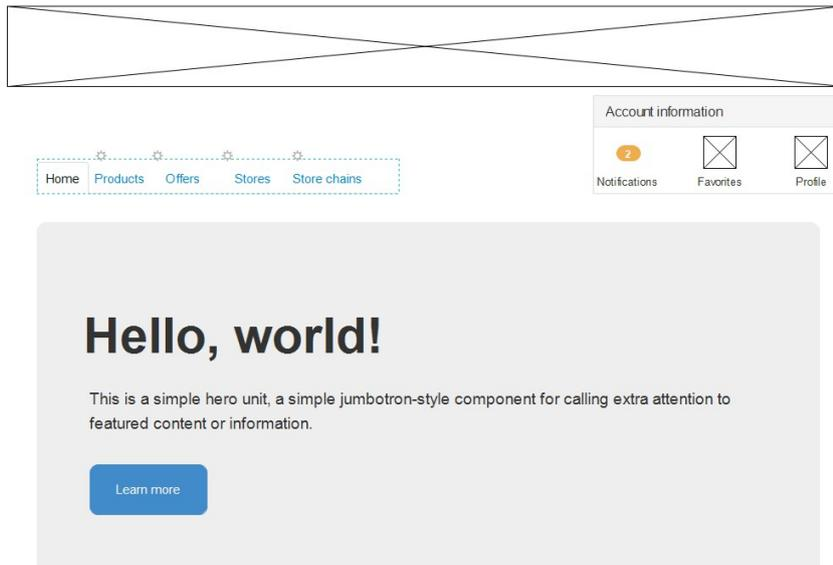 Account information
2
Notifications Favorites Profile
Home Products Offers Stores Store chains
Hello, world!
This is a simple hero unit, a simple jumbotron-style component for calling extra attention to
featured content or information.
Learn more